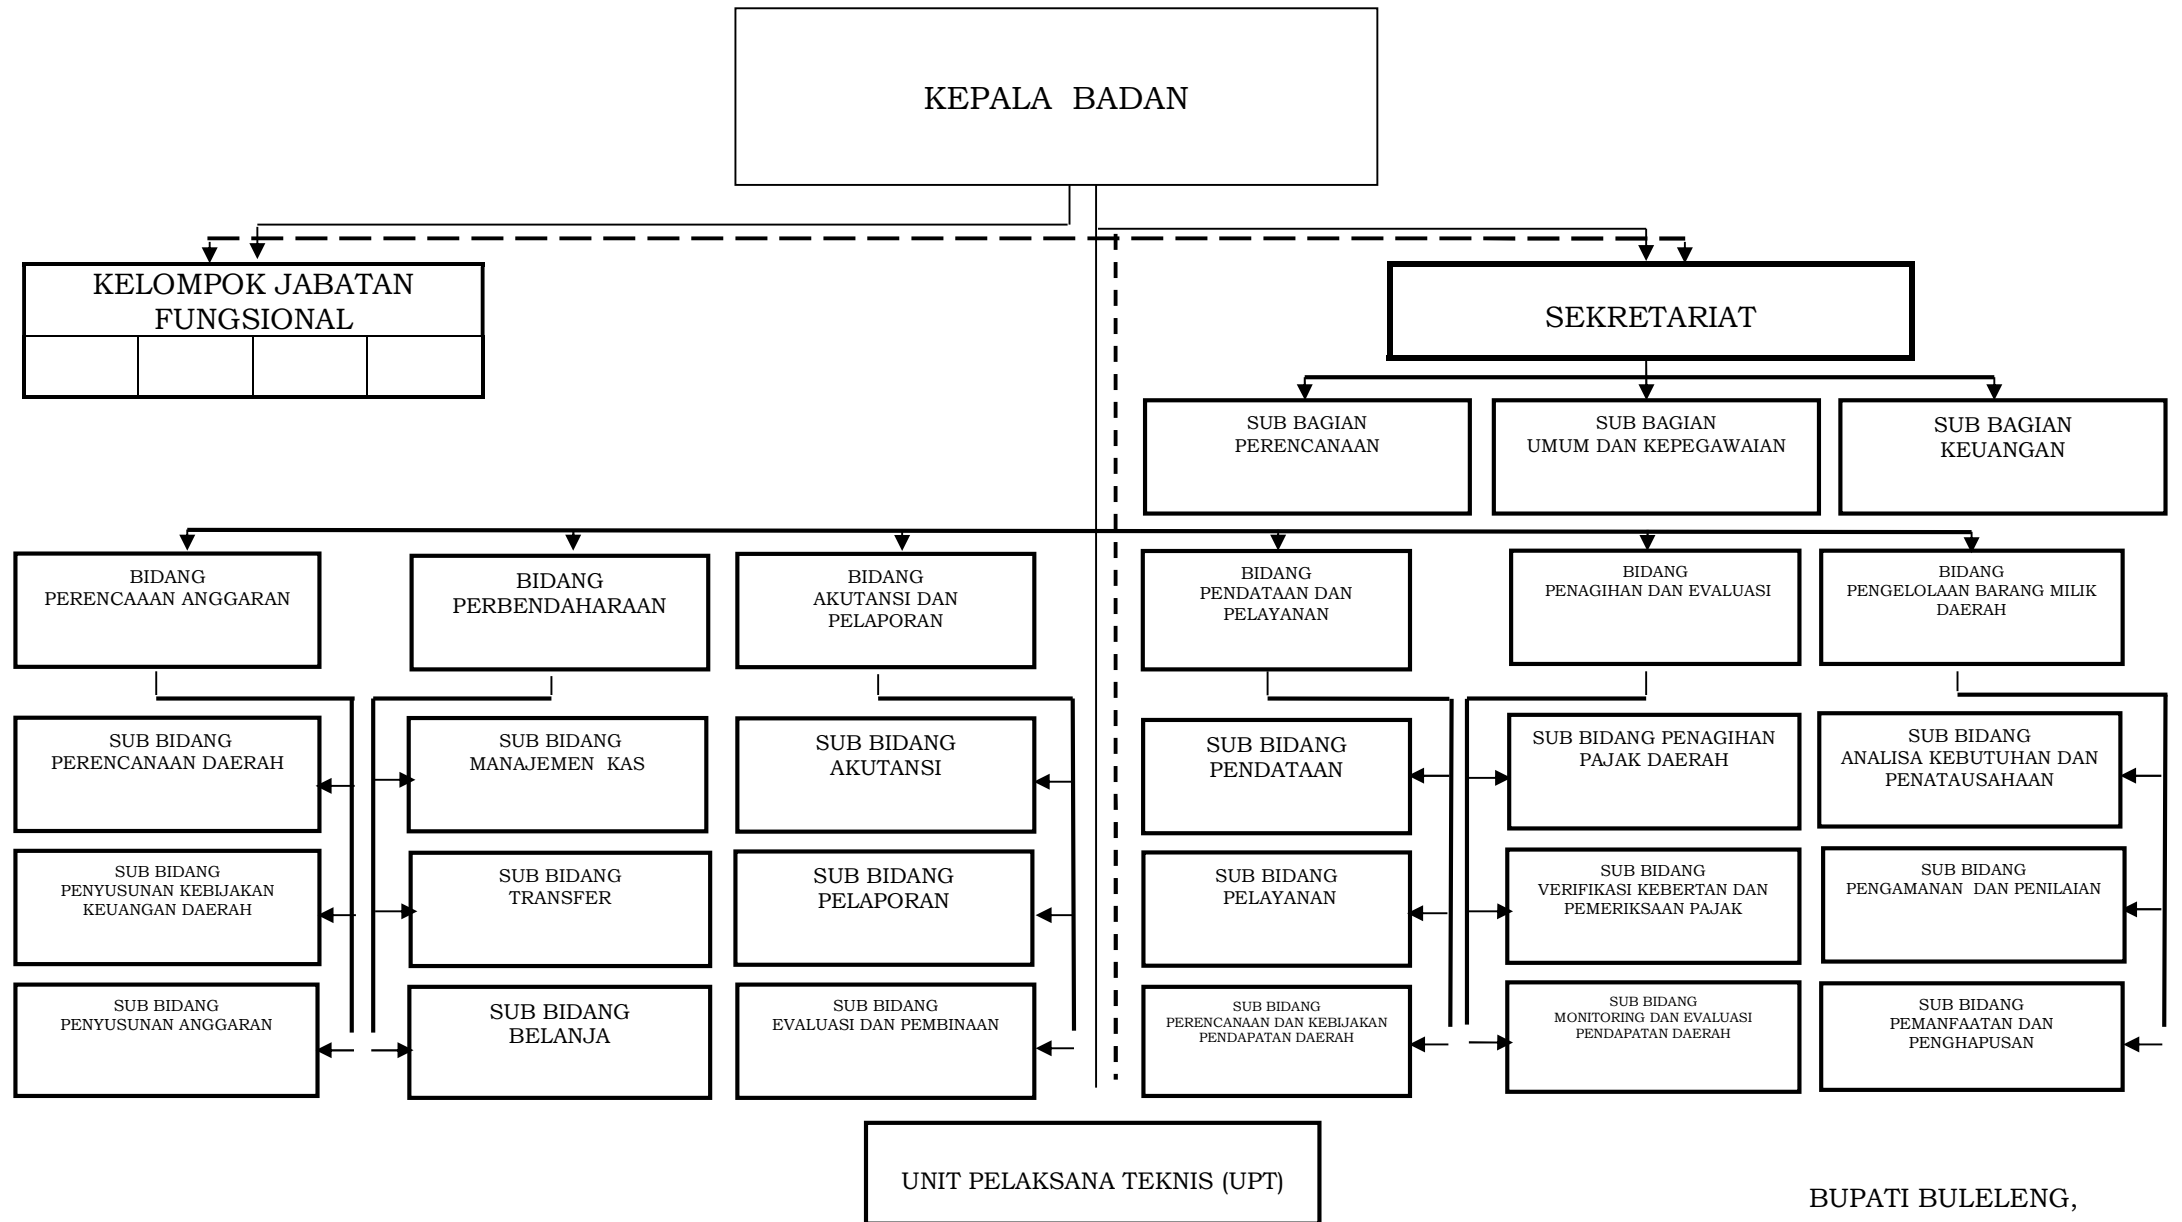 KEPALA BADAN
KELOMPOK JABATAN
FUNGSIONAL
SEKRETARIAT
SUB BAGIAN
PERENCANAAN
SUB BAGIAN
UMUM DAN KEPEGAWAIAN
SUB BAGIAN
KEUANGAN
BIDANG
PERENCAAAN ANGGARAN
BIDANG
PERBENDAHARAAN
BIDANG
AKUTANSI DAN
PELAPORAN
BIDANG
PENDATAAN DAN
PELAYANAN
BIDANG
PENAGIHAN DAN EVALUASI
BIDANG
PENGELOLAAN BARANG MILIK
DAERAH
SUB BIDANG
PERENCANAAN DAERAH
SUB BIDANG
MANAJEMEN KAS
SUB BIDANG
AKUTANSI
SUB BIDANG
PENDATAAN
SUB BIDANG PENAGIHAN
PAJAK DAERAH
SUB BIDANG
ANALISA KEBUTUHAN DAN
PENATAUSAHAAN
SUB BIDANG
PENYUSUNAN KEBIJAKAN
KEUANGAN DAERAH
SUB BIDANG
TRANSFER
SUB BIDANG
PELAPORAN
SUB BIDANG
PELAYANAN
SUB BIDANG
VERIFIKASI KEBERTAN DAN
PEMERIKSAAN PAJAK
SUB BIDANG
PENGAMANAN DAN PENILAIAN
SUB BIDANG
PENYUSUNAN ANGGARAN
SUB BIDANG
BELANJA
SUB BIDANG
EVALUASI DAN PEMBINAAN
SUB BIDANG
PERENCANAAN DAN KEBIJAKAN
PENDAPATAN DAERAH
SUB BIDANG
MONITORING DAN EVALUASI
PENDAPATAN DAERAH
SUB BIDANG
PEMANFAATAN DAN
PENGHAPUSAN
UNIT PELAKSANA TEKNIS (UPT)
BUPATI BULELENG,